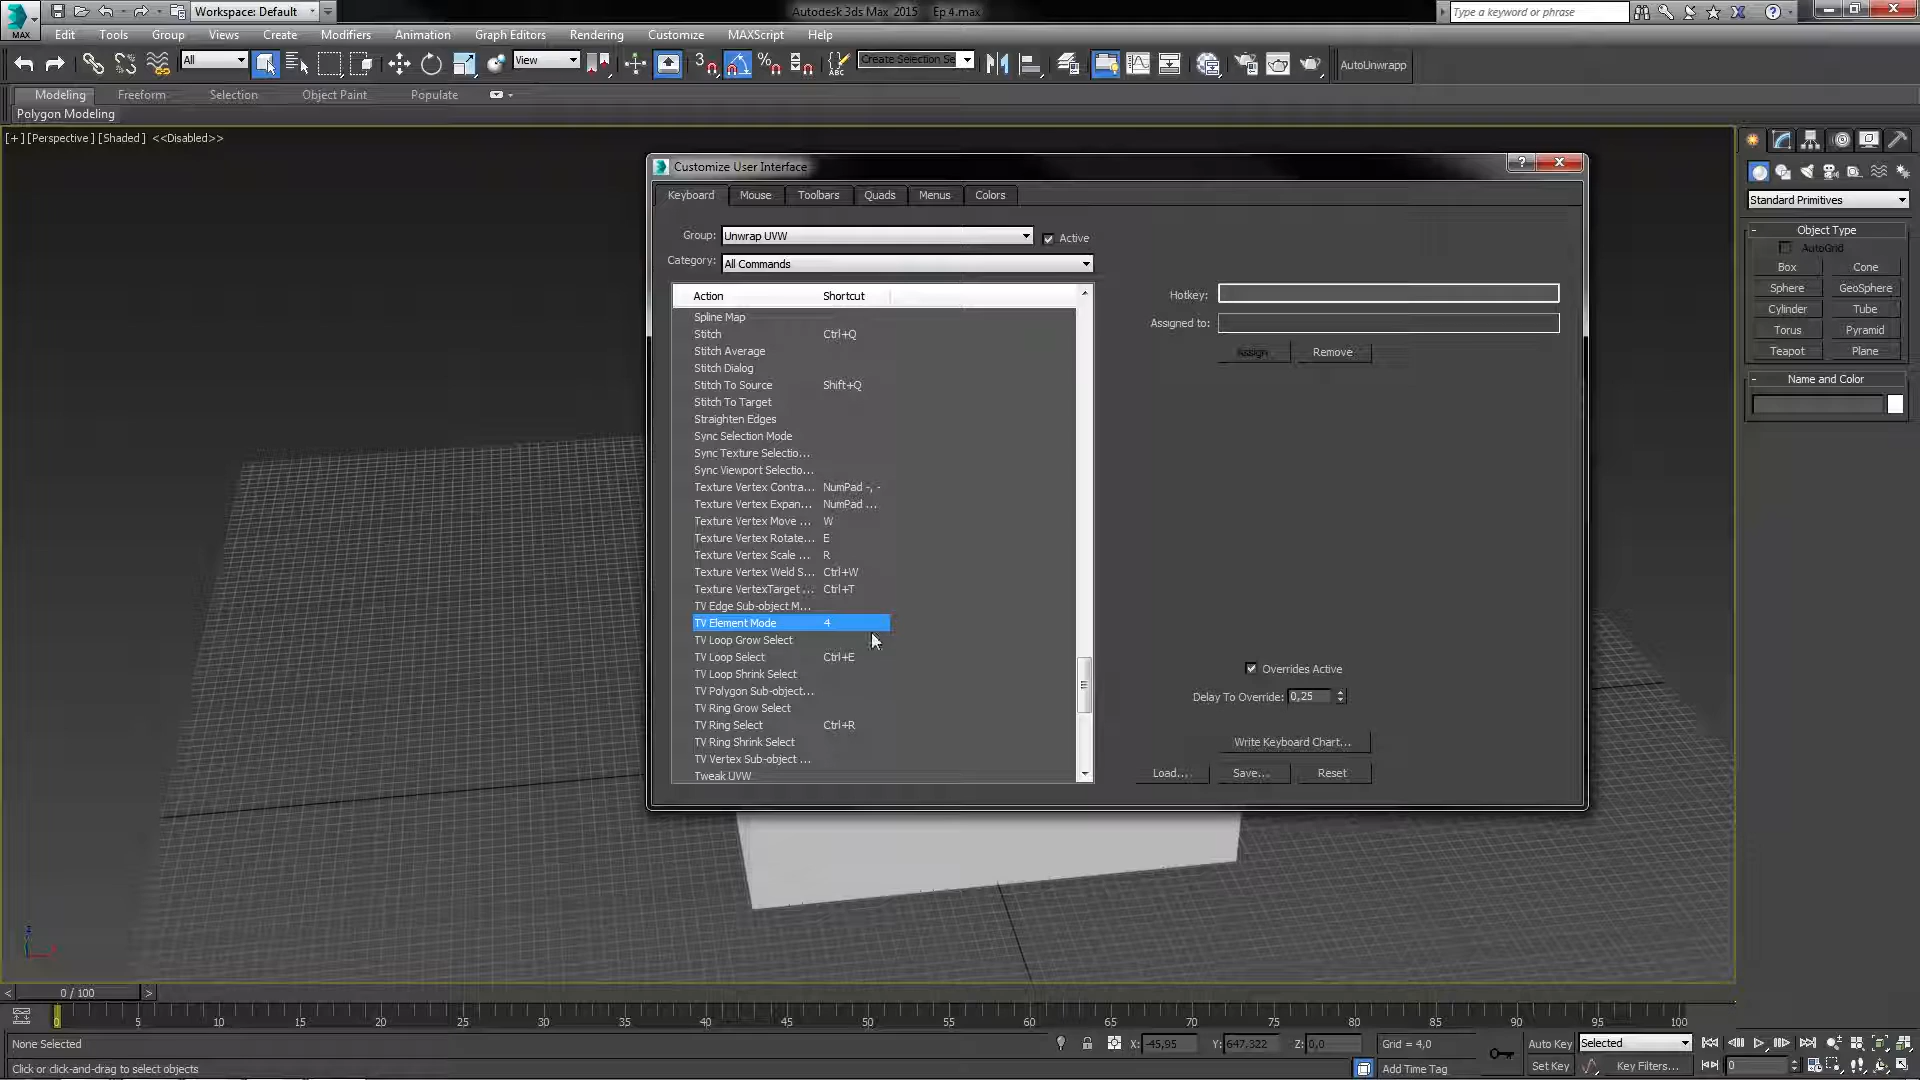 Workspace: Default
Autodesk 3ds Max 2015 Ep 4.max
Type a keyword or phrase
MAX
Edit Tools Group Views Create Modifiers Animation Graph Editors Rendering Customize MAXScript Help
All
View
3
ABC
Create Selection Se
AutoUnwrapp
Modeling Freeform Selection Object Paint Populate
Polygon Modeling
[+] [Perspective] [Shaded] <<Disabled>>
Customize User Interface
Keyboard Mouse Toolbars Quads Menus Colors
Group: Unwrap UVW Active
Category: All Commands
Action Shortcut
Spline Map
Stitch Ctrl+Q
Stitch Average
Stitch Dialog
Stitch To Source Shift+Q
Stitch To Target
Straighten Edges
Sync Selection Mode
Sync Texture Selectio...
Sync Viewport Selectio...
Texture Vertex Contra... NumPad -, -
Texture Vertex Expan... NumPad ...
Texture Vertex Move ... W
Texture Vertex Rotate... E
Texture Vertex Scale ... R
Texture Vertex Weld S... Ctrl+W
Texture VertexTarget ... Ctrl+T
TV Edge Sub-object M...
TV Element Mode 4
TV Loop Grow Select
TV Loop Select Ctrl+E
TV Loop Shrink Select
TV Polygon Sub-object...
TV Ring Grow Select
TV Ring Select Ctrl+R
TV Ring Shrink Select
TV Vertex Sub-object ...
Tweak UVW
Hotkey:
Assigned to:
Assign Remove
Overrides Active
Delay To Override: 0,25
Write Keyboard Chart...
Load... Save... Reset
Standard Primitives
- Object Type
AutoGrid
Box Cone
Sphere GeoSphere
Cylinder Tube
Torus Pyramid
Teapot Plane
- Name and Color
< 0 / 100 >
0 5 10 15 20 25 30 35 40 45 50 55 60 65 70 75 80 85 90 95 100
None Selected
X: -45,95 Y: 647,322 Z: 0,0 Grid = 4,0
Auto Key Selected
Click or click-and-drag to select objects
Add Time Tag
Set Key Key Filters... 0